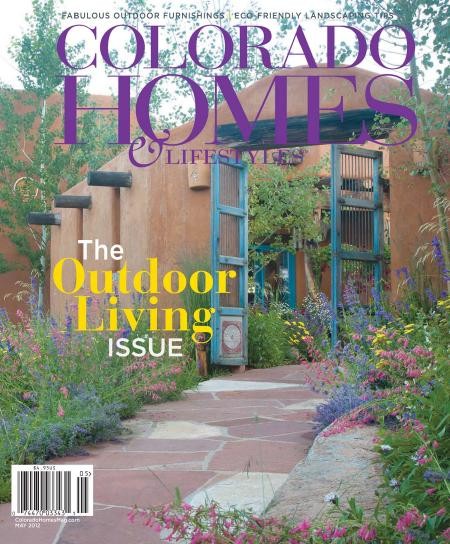 FABULOUS OUTDOOR FURNISHINGS | ECO-FRIENDLY LANDSCAPING TIPS
COLORADO
HOMES
& LIFESTYLES
The
Outdoor
Living
ISSUE
$4.95US
05
ColoradoHomesMag.com
MAY 2012